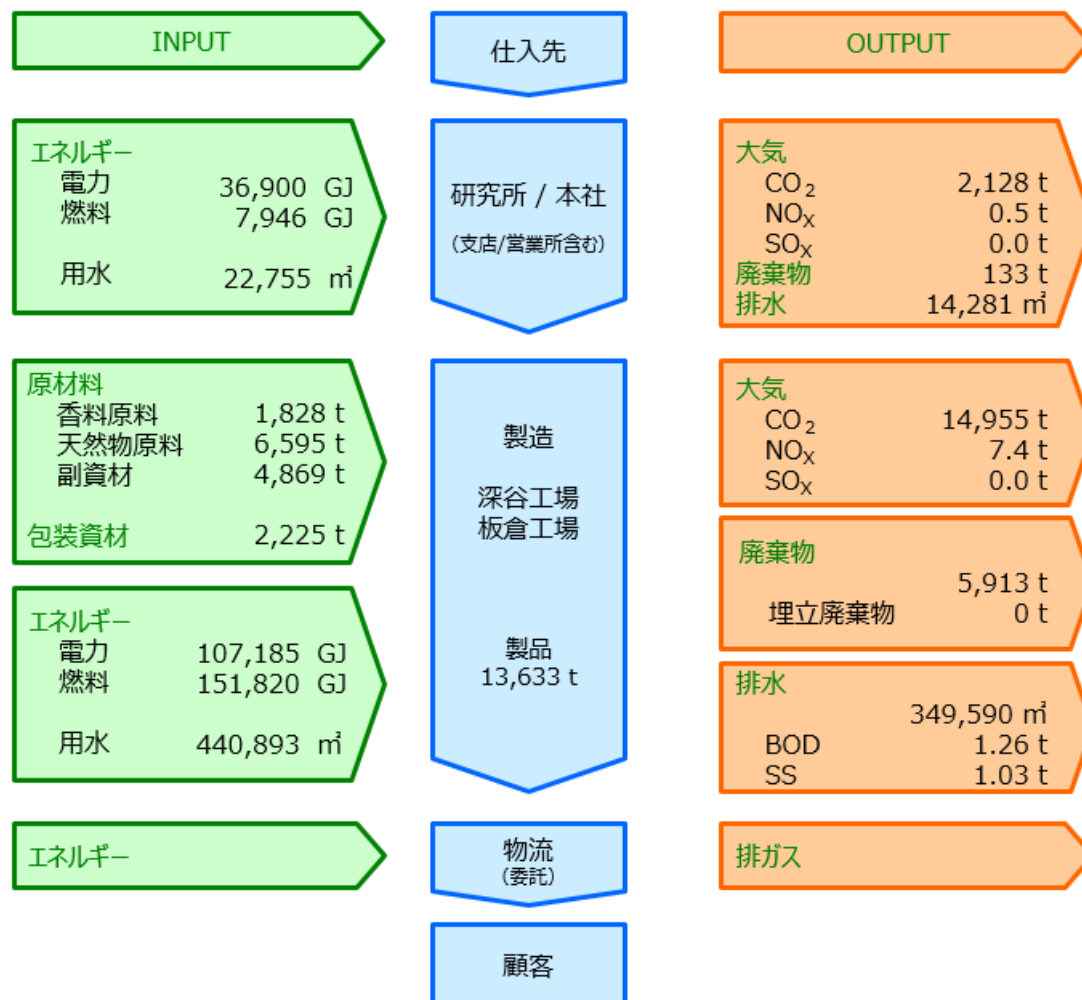 INPUT
仕入先
OUTPUT
エネルギー
電力 36,900 GJ
燃料 7,946 GJ
用水 22,755 ㎥
研究所 / 本社
(支店/営業所含む)
大気
CO₂ 2,128 t
NOX 0.5 t
SOX 0.0 t
廃棄物 133 t
排水 14,281 ㎥
原材料
香料原料 1,828 t
天然物原料 6,595 t
副資材 4,869 t
包装資材 2,225 t
エネルギー
電力 107,185 GJ
燃料 151,820 GJ
用水 440,893 ㎥
製造
深谷工場
板倉工場
製品
13,633 t
大気
CO₂ 14,955 t
NOX 7.4 t
SOX 0.0 t
廃棄物
5,913 t
埋立廃棄物 0 t
排水
349,590 ㎥
BOD 1.26 t
SS 1.03 t
エネルギー
物流
(委託)
排ガス
顧客